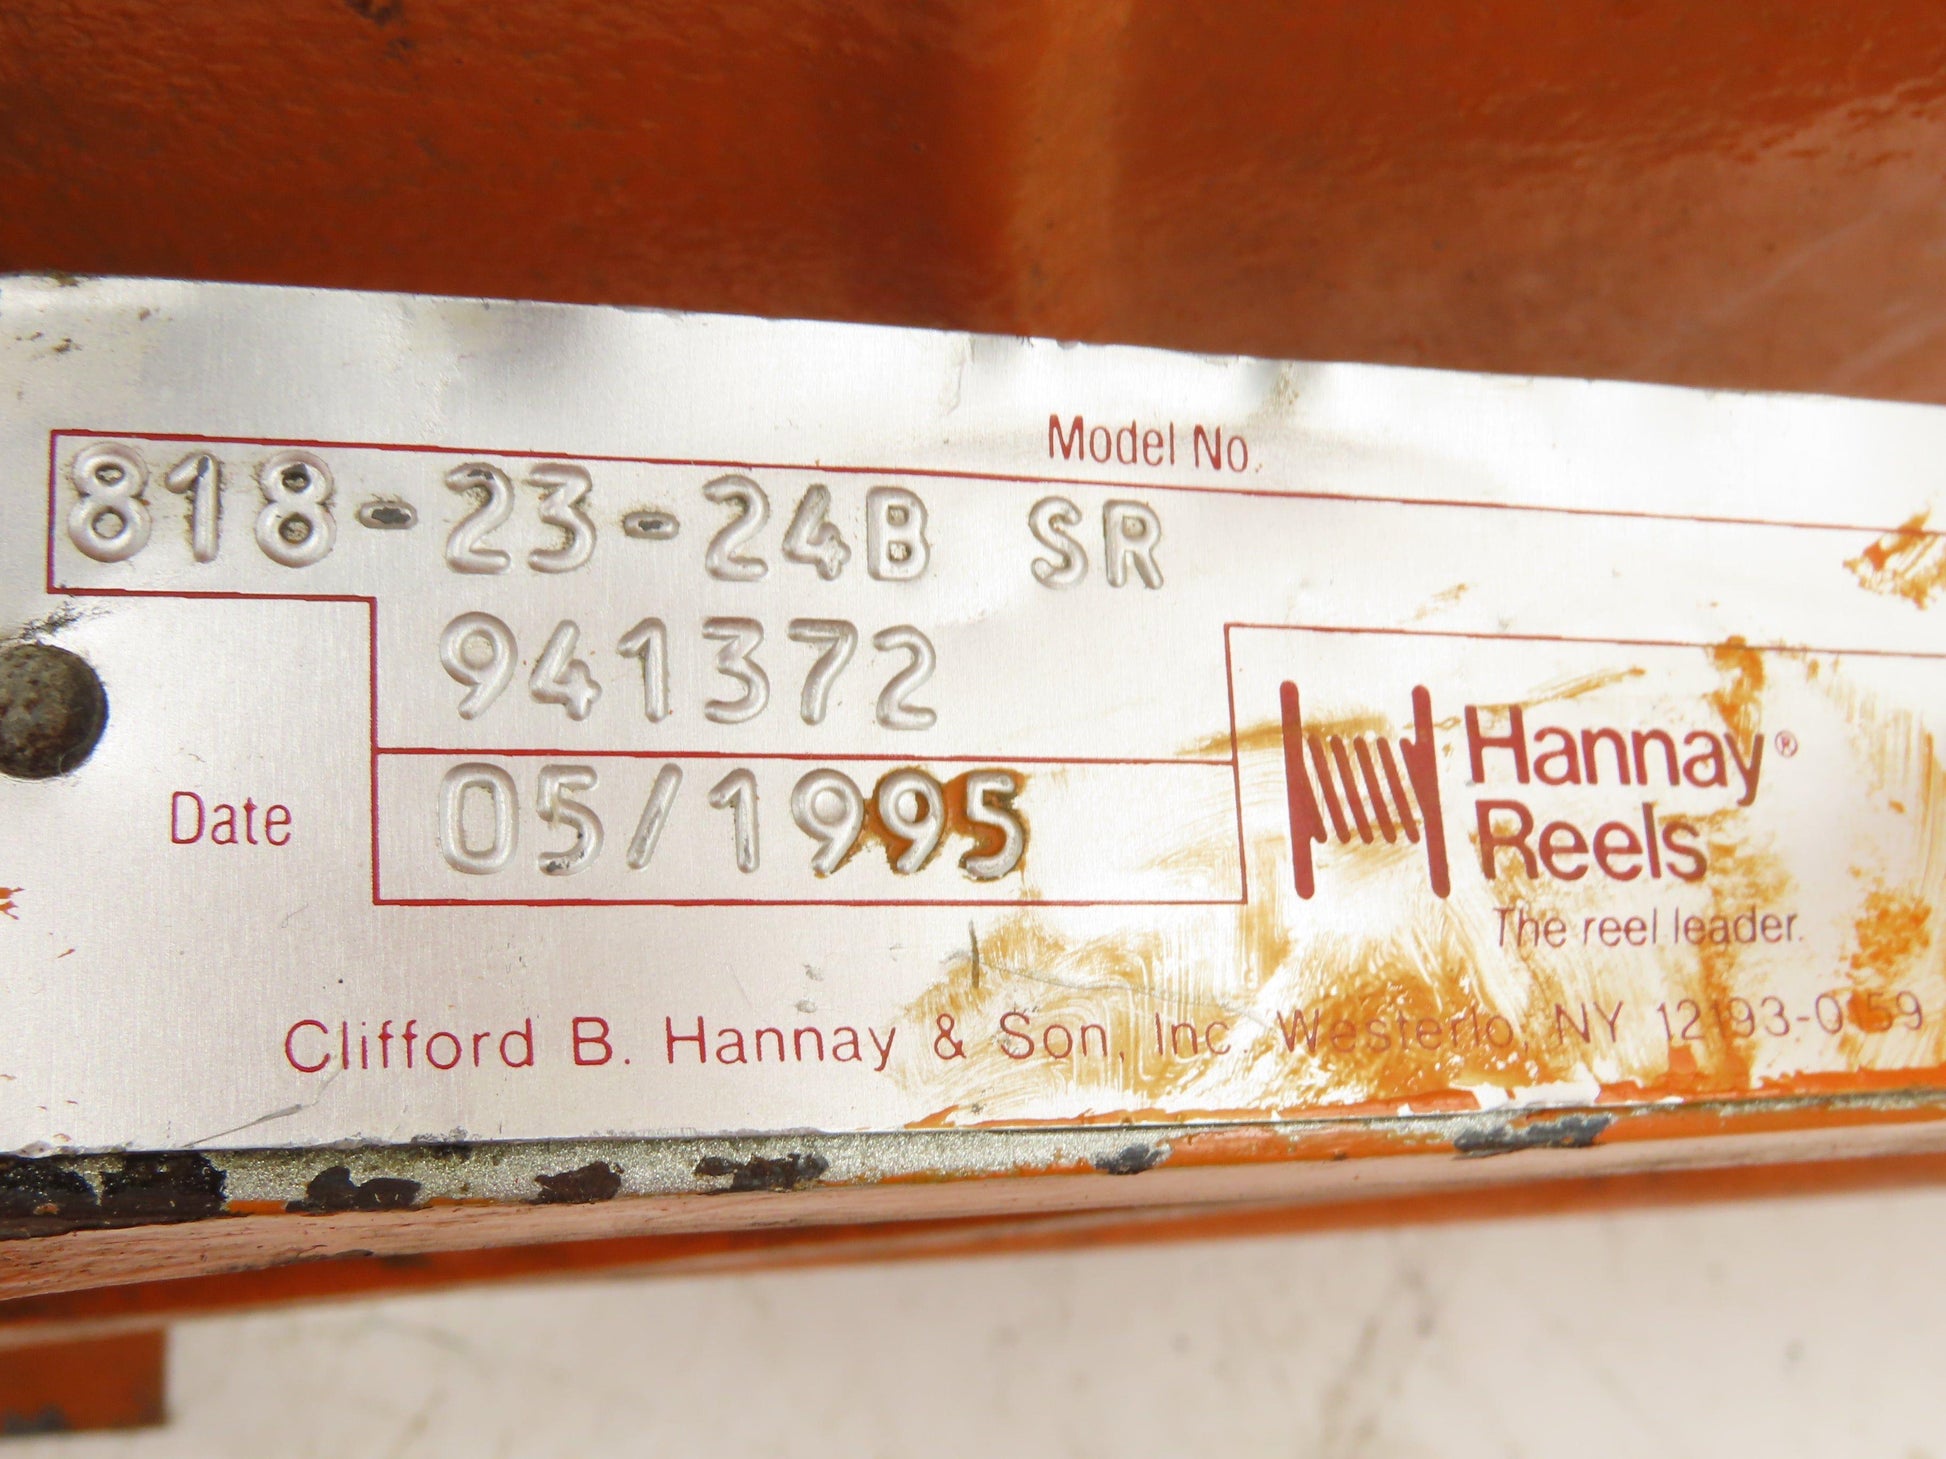 Model No.
818-23-24B SR
941372
Date 05/1995
Hannay®
Reels
The reel leader.
Clifford B. Hannay & Son, Inc. Westerlo, NY